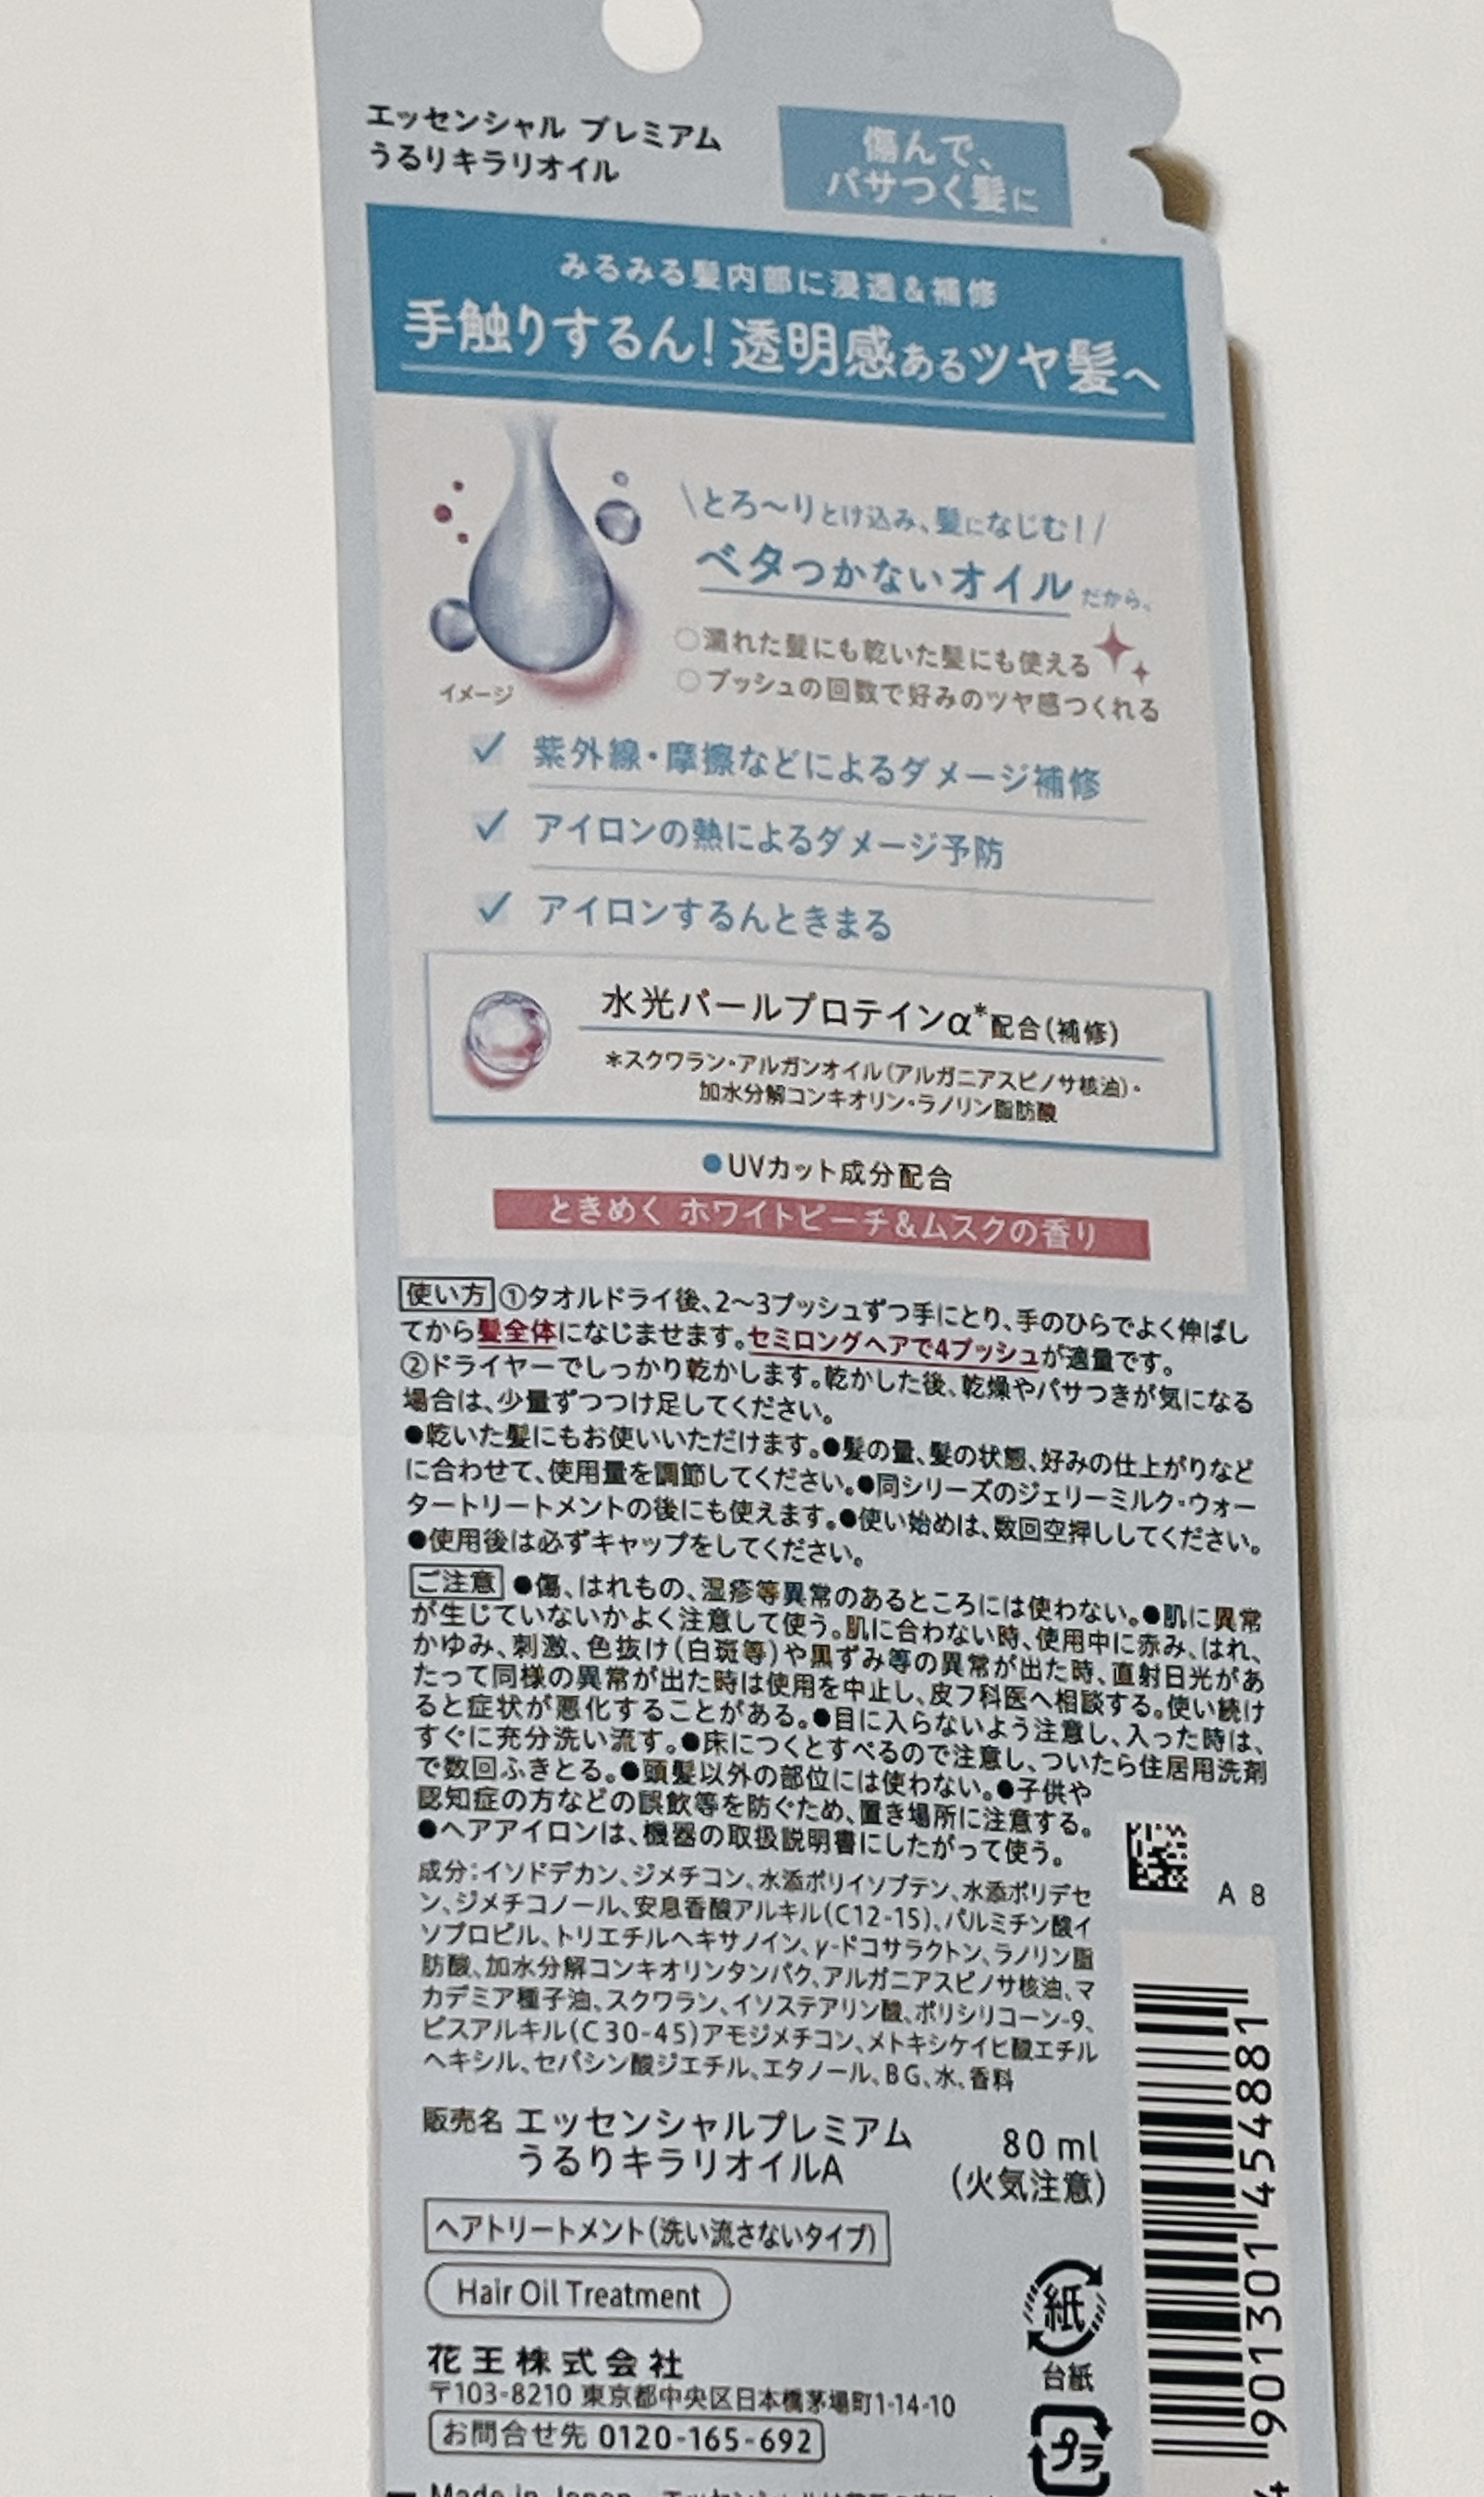 エッセンシャル プレミアム
うるりキラリオイル
傷んで、
パサつく髪に
みるみる髪内部に浸透&補修
手触りするん!透明感あるツヤ髪へ
\とろ〜りとけ込み、髪になじむ!/
ベタつかないオイルだから、
○濡れた髪にも乾いた髪にも使える
○プッシュの回数で好みのツヤ感つくれる
イメージ
✓ 紫外線・摩擦などによるダメージ補修
✓ アイロンの熱によるダメージ予防
✓ アイロンするんときまる
水光パールプロテインα*配合(補修)
*スクワラン・アルガンオイル(アルガニアスピノサ核油)・
加水分解コンキオリン・ラノリン脂肪酸
●UVカット成分配合
ときめく ホワイトピーチ&ムスクの香り
使い方 ①タオルドライ後、2〜3プッシュずつ手にとり、手のひらでよく伸ばし
てから髪全体になじませます。セミロングヘアで4プッシュが適量です。
②ドライヤーでしっかり乾かします。乾かした後、乾燥やパサつきが気になる
場合は、少量ずつつけ足してください。
●乾いた髪にもお使いいただけます。●髪の量、髪の状態、好みの仕上がりなど
に合わせて、使用量を調節してください。●同シリーズのジェリーミルク・ウォー
タートリートメントの後にも使えます。●使い始めは、数回空押ししてください。
●使用後は必ずキャップをしてください。
ご注意 ●傷、はれもの、湿疹等異常のあるところには使わない。●肌に異常
が生じていないかよく注意して使う。肌に合わない時、使用中に赤み、はれ、
かゆみ、刺激、色抜け(白斑等)や黒ずみ等の異常が出た時、直射日光があ
たって同様の異常が出た時は使用を中止し、皮フ科医へ相談する。使い続け
ると症状が悪化することがある。●目に入らないよう注意し、入った時は、
すぐに充分洗い流す。●床につくとすべるので注意し、ついたら住居用洗剤
で数回ふきとる。●頭髪以外の部位には使わない。●子供や
認知症の方などの誤飲等を防ぐため、置き場所に注意する。
●ヘアアイロンは、機器の取扱説明書にしたがって使う。
A 8
成分:イソドデカン、ジメチコン、水添ポリイソブテン、水添ポリデセ
ン、ジメチコノール、安息香酸アルキル(C12-15)、パルミチン酸イ
ソプロピル、トリエチルヘキサノイン、γ-ドコサラクトン、ラノリン脂
肪酸、加水分解コンキオリンタンパク、アルガニアスピノサ核油、マ
カデミア種子油、スクワラン、イソステアリン酸、ポリシリコーン-9、
ビスアルキル(C30-45)アモジメチコン、メトキシケイヒ酸エチル
ヘキシル、セバシン酸ジエチル、エタノール、BG、水、香料
販売名 エッセンシャルプレミアム
うるりキラリオイルA
80 ml
(火気注意)
ヘアトリートメント(洗い流さないタイプ)
Hair Oil Treatment
花王株式会社
〒103-8210 東京都中央区日本橋茅場町1-14-10
お問合せ先 0120-165-692
紙
台紙
プラ
4 901301 454881
Made in Japan